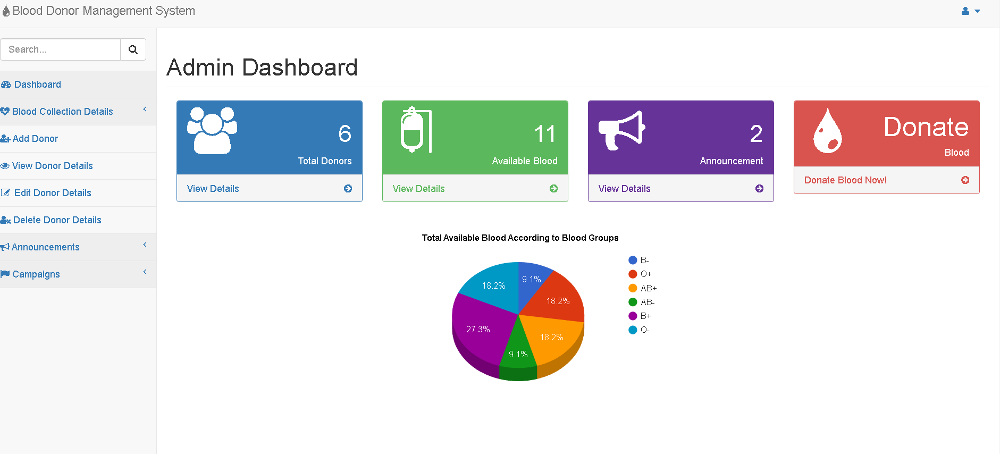 Blood Donor Management System
Search...
Dashboard
Blood Collection Details
Add Donor
View Donor Details
Edit Donor Details
Delete Donor Details
Announcements
Campaigns
Admin Dashboard
6
Total Donors
View Details
11
Available Blood
View Details
2
Announcement
View Details
Donate
Blood
Donate Blood Now!
Total Available Blood According to Blood Groups
9.1%
18.2%
18.2%
9.1%
27.3%
18.2%
B-
O+
AB+
AB-
B+
O-